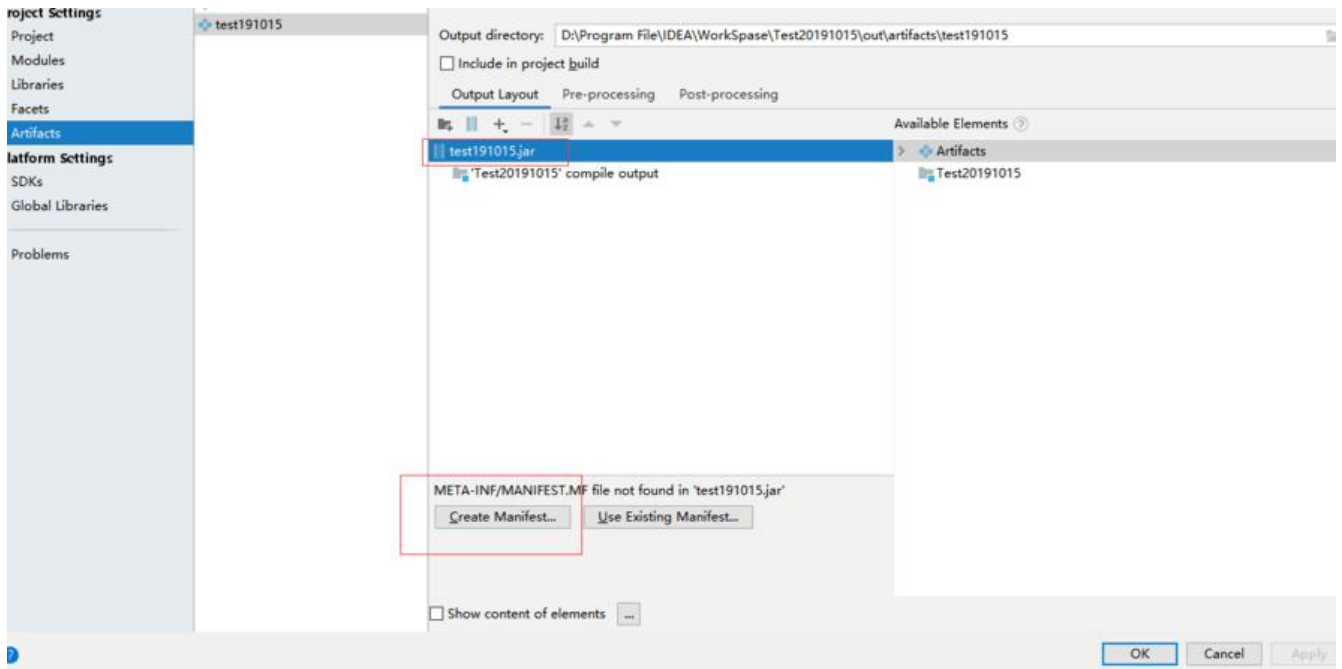 roject Settings
Project
Modules
Libraries
Facets
Artifacts
latform Settings
SDKs
Global Libraries
Problems
test191015
Output directory: D:\Program File\IDEA\WorkSpase\Test20191015\out\artifacts\test191015
Include in project build
Output Layout Pre-processing Post-processing
Available Elements ?
test191015.jar
'Test20191015' compile output
Artifacts
Test20191015
META-INF/MANIFEST.MF file not found in 'test191015.jar'
Create Manifest... Use Existing Manifest...
Show content of elements ...
? OK Cancel Apply